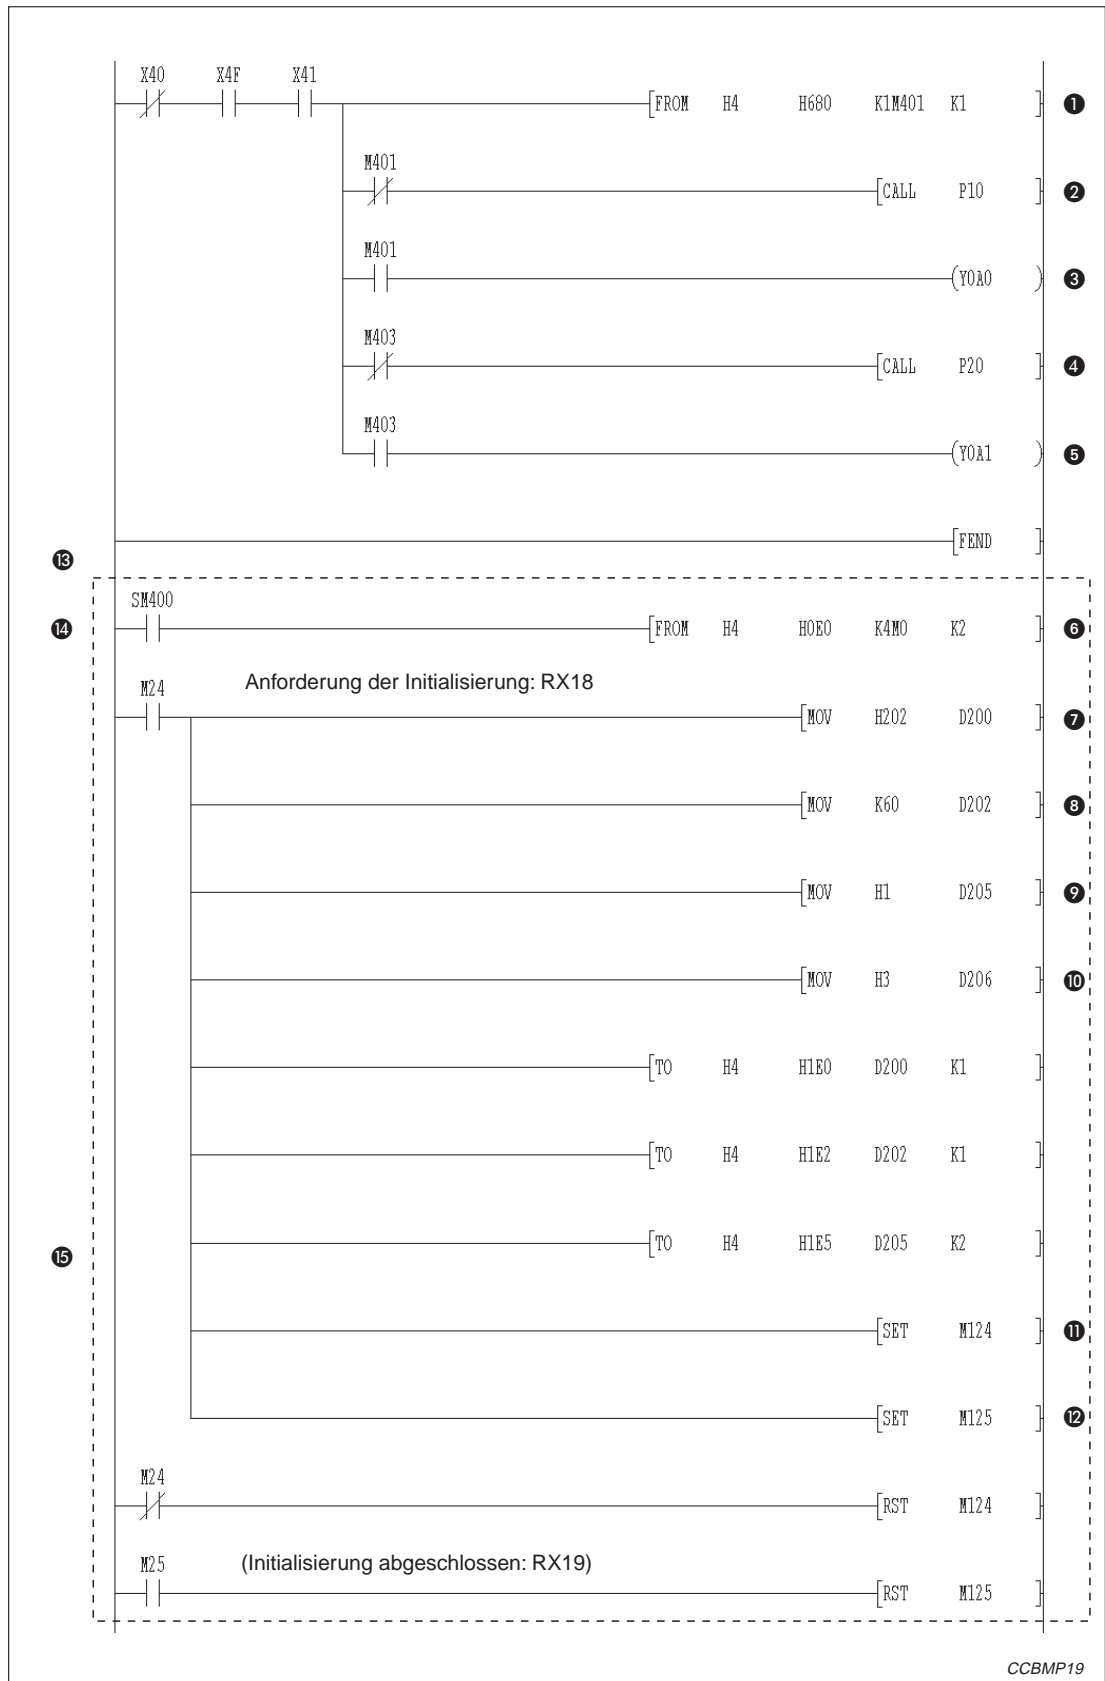 X40 X4F X41
[FROM H4 H680 K1M401 K1 ] ❶
M401
[CALL P10 ] ❷
M401
(Y0A0 ) ❸
M403
[CALL P20 ] ❹
M403
(Y0A1 ) ❺
[FEND ]
⓭
SM400
⓮ [FROM H4 H0E0 K4M0 K2 ] ❻
M24 Anforderung der Initialisierung: RX18
[MOV H202 D200 ] ❼
[MOV K60 D202 ] ❽
[MOV H1 D205 ] ❾
[MOV H3 D206 ] ❿
[TO H4 H1E0 D200 K1 ]
[TO H4 H1E2 D202 K1 ]
[TO H4 H1E5 D205 K2 ]
⓯
[SET M124 ] ⓫
[SET M125 ] ⓬
M24
[RST M124 ]
M25 (Initialisierung abgeschlossen: RX19)
[RST M125 ]
CCBMP19